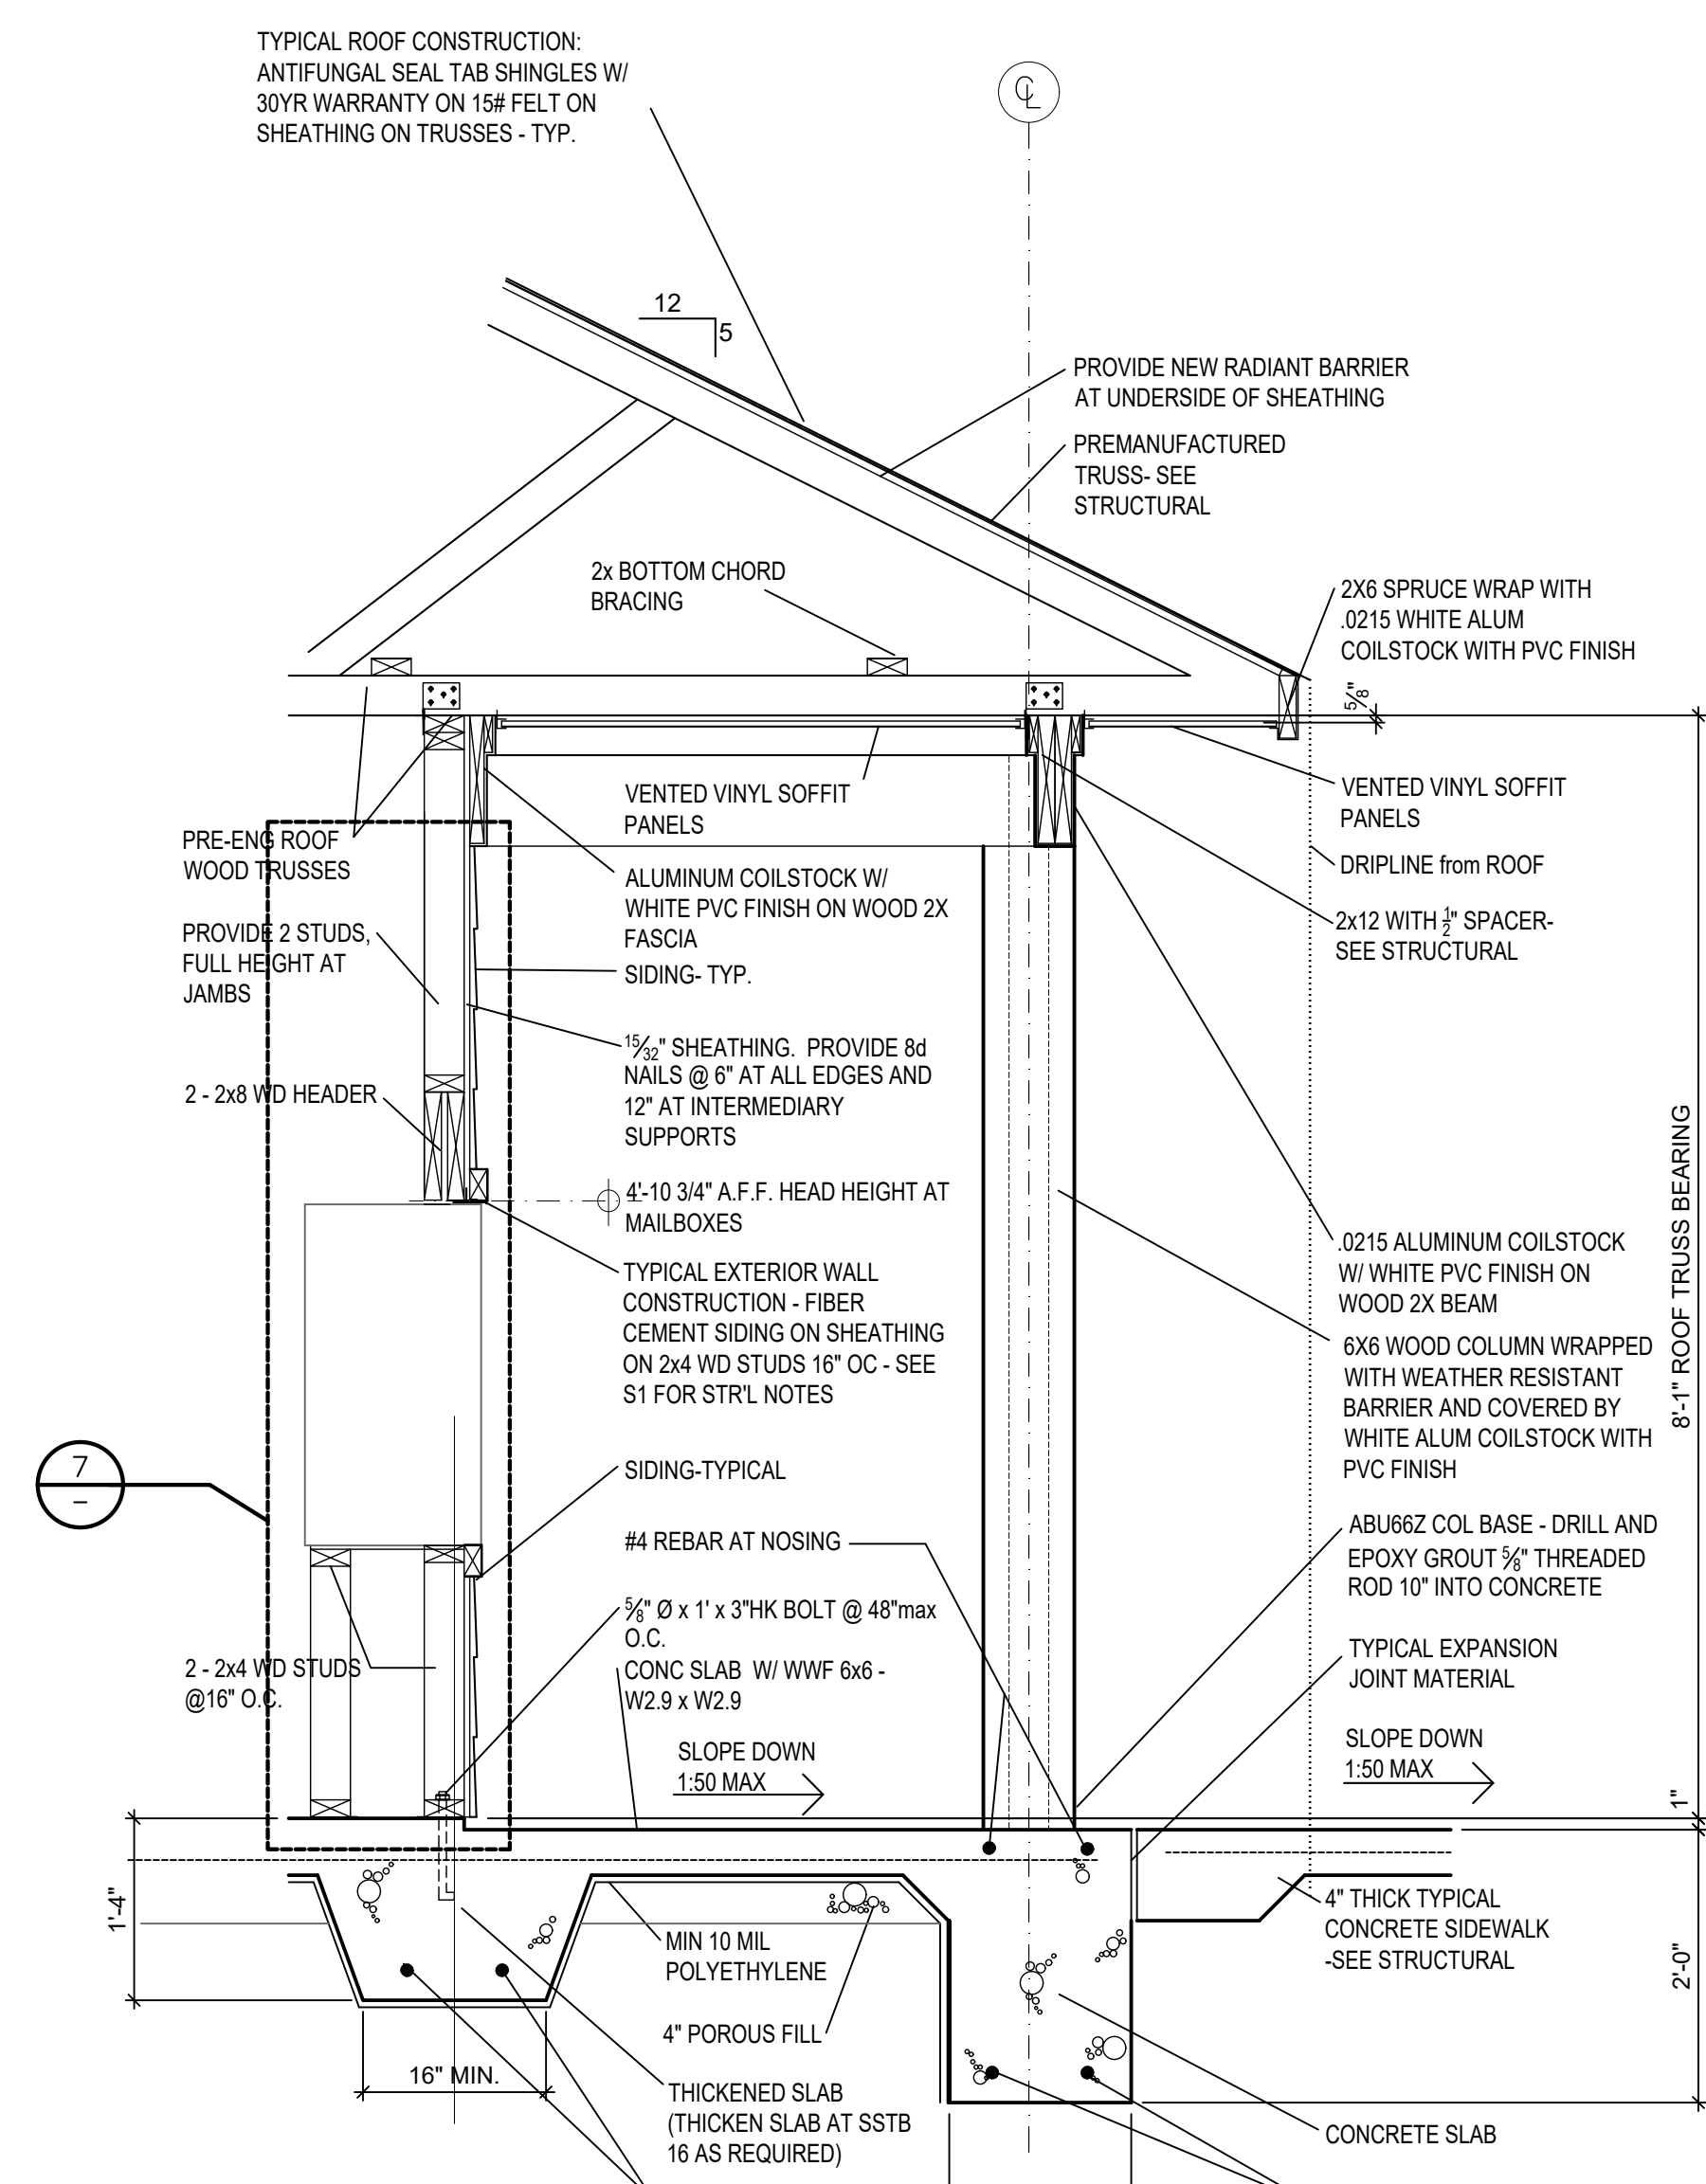 TYPICAL ROOF CONSTRUCTION:
ANTIFUNGAL SEAL TAB SHINGLES W/
30YR WARRANTY ON 15# FELT ON
SHEATHING ON TRUSSES - TYP.
CL
12
5
PROVIDE NEW RADIANT BARRIER
AT UNDERSIDE OF SHEATHING
PREMANUFACTURED
TRUSS- SEE
STRUCTURAL
2x BOTTOM CHORD
BRACING
2X6 SPRUCE WRAP WITH
.0215 WHITE ALUM
COILSTOCK WITH PVC FINISH
5/8"
VENTED VINYL SOFFIT
PANELS
VENTED VINYL SOFFIT
PANELS
PRE-ENG ROOF
WOOD TRUSSES
DRIPLINE from ROOF
ALUMINUM COILSTOCK W/
WHITE PVC FINISH ON WOOD 2X
FASCIA
2x12 WITH 1/2" SPACER-
SEE STRUCTURAL
PROVIDE 2 STUDS,
FULL HEIGHT AT
JAMBS
SIDING- TYP.
15/32" SHEATHING.  PROVIDE 8d
NAILS @ 6" AT ALL EDGES AND
12" AT INTERMEDIARY
SUPPORTS
2 - 2x8 WD HEADER
4'-10 3/4" A.F.F. HEAD HEIGHT AT
MAILBOXES
8'-1" ROOF TRUSS BEARING
TYPICAL EXTERIOR WALL
CONSTRUCTION - FIBER
CEMENT SIDING ON SHEATHING
ON 2x4 WD STUDS 16" OC - SEE
S1 FOR STR'L NOTES
.0215 ALUMINUM COILSTOCK
W/ WHITE PVC FINISH ON
WOOD 2X BEAM
6X6 WOOD COLUMN WRAPPED
WITH WEATHER RESISTANT
BARRIER AND COVERED BY
WHITE ALUM COILSTOCK WITH
PVC FINISH
7
–
SIDING-TYPICAL
#4 REBAR AT NOSING
ABU66Z COL BASE - DRILL AND
EPOXY GROUT 5/8" THREADED
ROD 10" INTO CONCRETE
5/8" Ø x 1' x 3"HK BOLT @ 48"max
O.C.
CONC SLAB  W/ WWF 6x6 -
W2.9 x W2.9
2 - 2x4 WD STUDS
@16" O.C.
TYPICAL EXPANSION
JOINT MATERIAL
SLOPE DOWN
1:50 MAX
SLOPE DOWN
1:50 MAX
1"
1'-4"
MIN 10 MIL
POLYETHYLENE
4" THICK TYPICAL
CONCRETE SIDEWALK
-SEE STRUCTURAL
2'-0"
4" POROUS FILL
16" MIN.
THICKENED SLAB
(THICKEN SLAB AT SSTB
16 AS REQUIRED)
CONCRETE SLAB